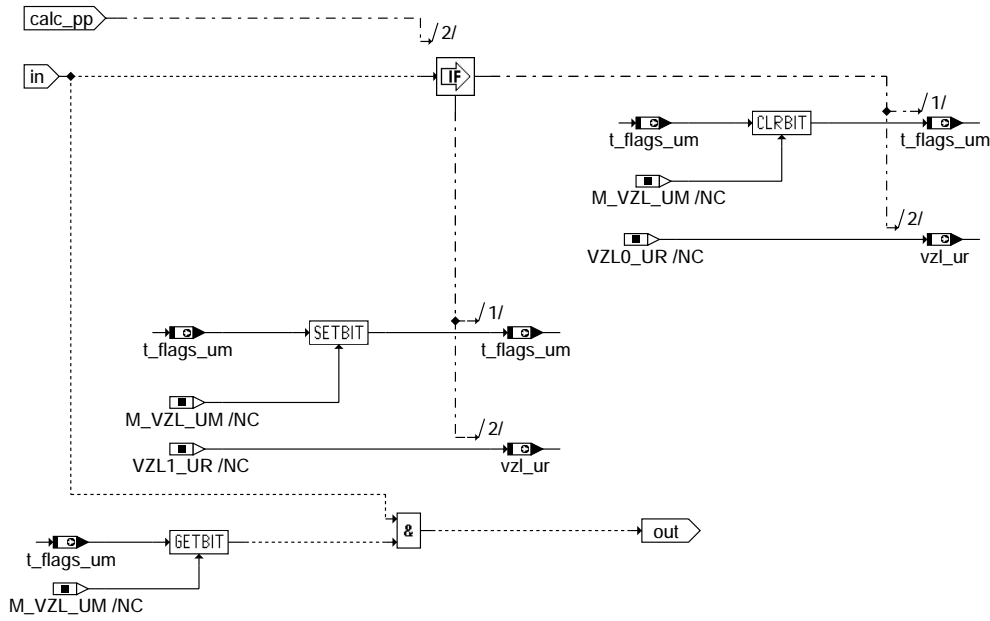 calc_pp
/2/
in
IF
/1/
CLRBIT
t_flags_um
t_flags_um
M_VZL_UM /NC
/2/
VZL0_UR /NC
vzl_ur
/1/
SETBIT
t_flags_um
t_flags_um
M_VZL_UM /NC
/2/
VZL1_UR /NC
vzl_ur
&
out
GETBIT
t_flags_um
M_VZL_UM /NC